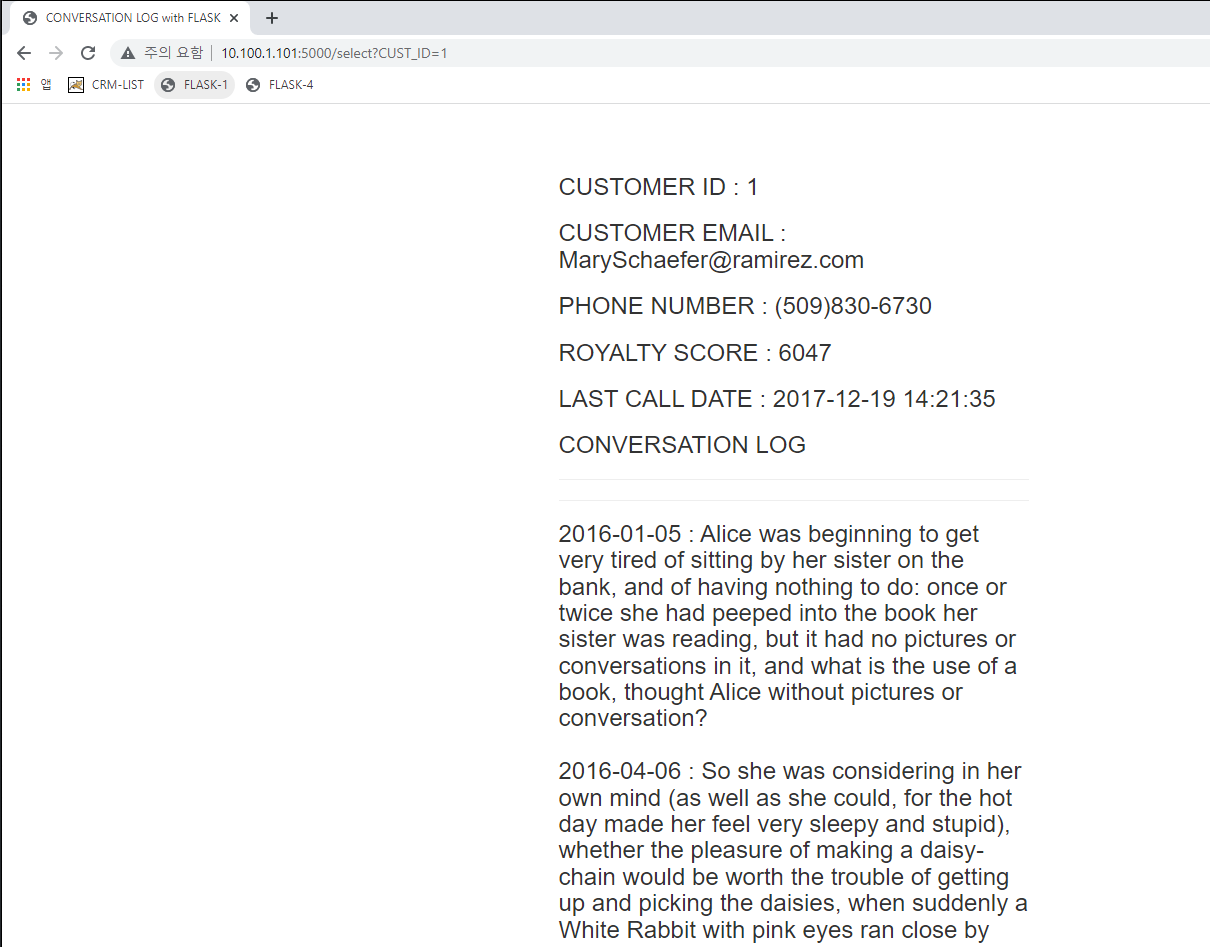 CONVERSATION LOG with FLASK
주의 요함 10.100.1.101:5000/select?CUST_ID=1
앱 CRM-LIST FLASK-1 FLASK-4
CUSTOMER ID : 1
CUSTOMER EMAIL :
MarySchaefer@ramirez.com
PHONE NUMBER : (509)830-6730
ROYALTY SCORE : 6047
LAST CALL DATE : 2017-12-19 14:21:35
CONVERSATION LOG
2016-01-05 : Alice was beginning to get
very tired of sitting by her sister on the
bank, and of having nothing to do: once or
twice she had peeped into the book her
sister was reading, but it had no pictures or
conversations in it, and what is the use of a
book, thought Alice without pictures or
conversation?
2016-04-06 : So she was considering in her
own mind (as well as she could, for the hot
day made her feel very sleepy and stupid),
whether the pleasure of making a daisy-
chain would be worth the trouble of getting
up and picking the daisies, when suddenly a
White Rabbit with pink eyes ran close by